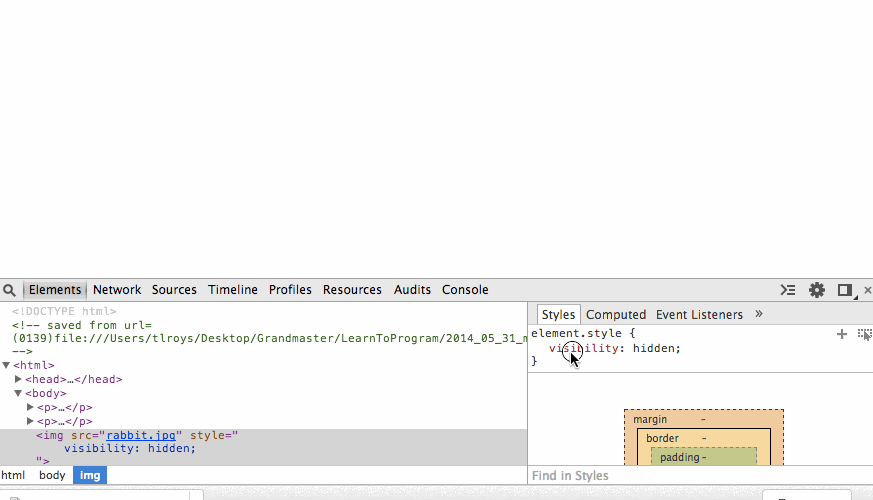 Elements Network Sources Timeline Profiles Resources Audits Console
<!DOCTYPE html>
<!-- saved from url=
(0139)file:///Users/tlroys/Desktop/Grandmaster/LearnToProgram/2014_05_31_
-->
<html>
<head>…</head>
<body>
<p>…</p>
<p>…</p>
<img src="rabbit.jpg" style="
visibility: hidden;
">
html body img
Styles Computed Event Listeners »
element.style {
visibility: hidden;
}
margin -
border -
padding -
Find in Styles